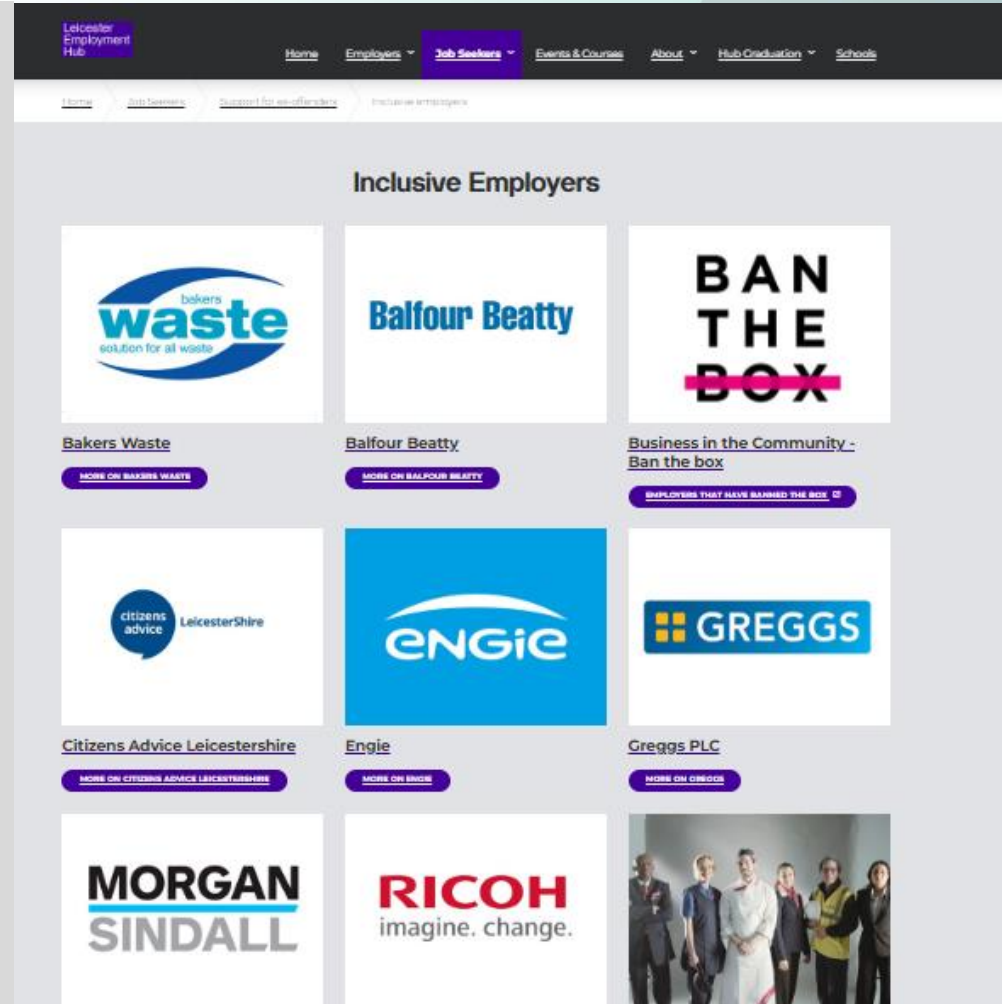 Leicester
Employment
Hub
Home Employers Job Seekers Events & Courses About Hub Graduation Schools
Home Job Seekers Support for ex-offenders Inclusive employers
Inclusive Employers
bakers
waste
solution for all waste
Balfour Beatty
BAN
THE
BOX
Bakers Waste
MORE ON BAKERS WASTE
Balfour Beatty
MORE ON BALFOUR BEATTY
Business in the Community -
Ban the box
EMPLOYERS THAT HAVE BANNED THE BOX
citizens
advice
LeicesterShire
ENGIE
GREGGS
Citizens Advice Leicestershire
MORE ON CITIZENS ADVICE LEICESTERSHIRE
Engie
MORE ON ENGIE
Greggs PLC
MORE ON GREGGS
MORGAN
SINDALL
RICOH
imagine. change.